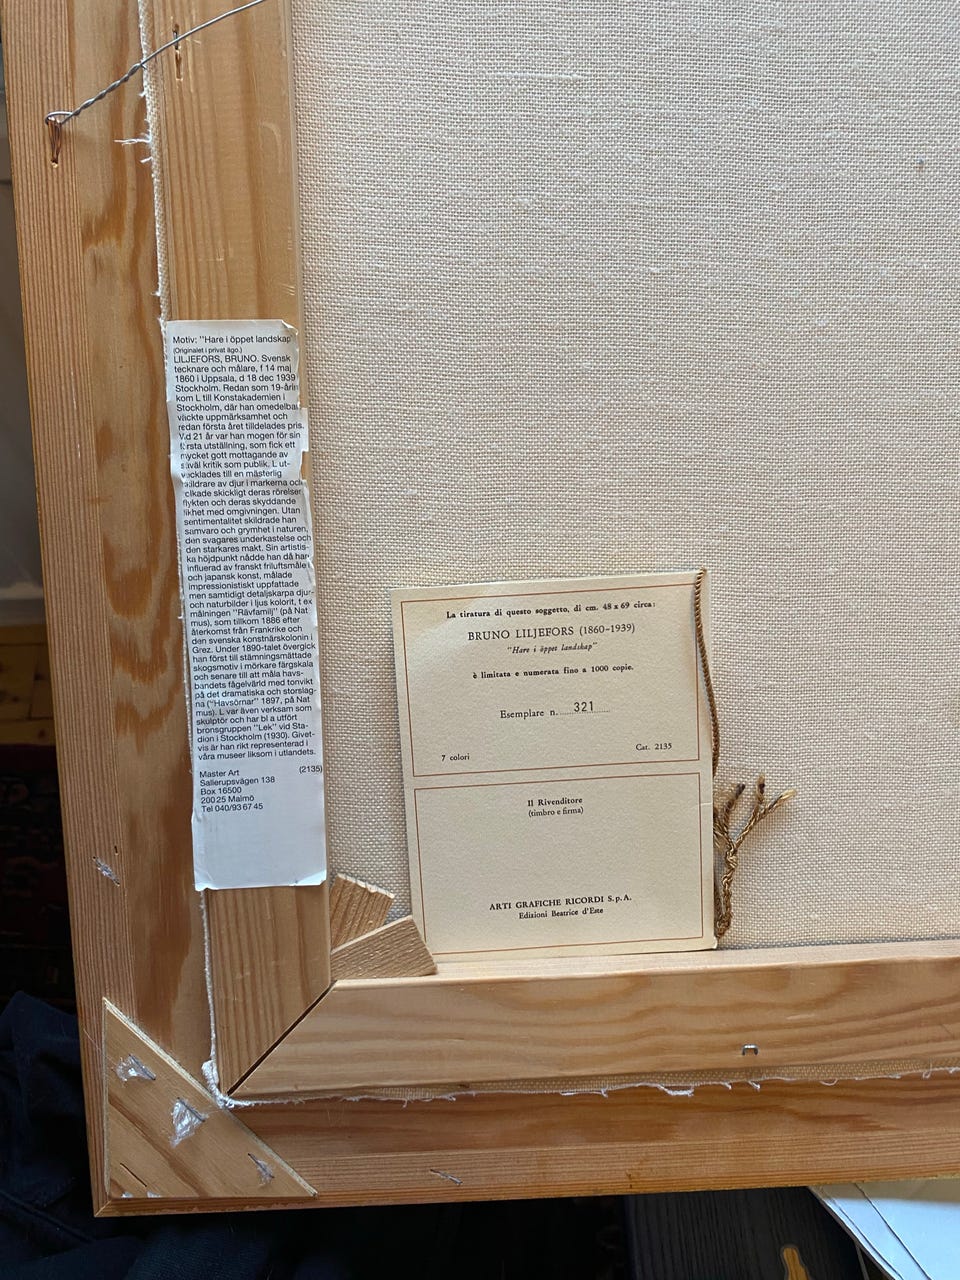 Motiv: "Hare i öppet landskap"
(Originalet i privat ägo.)
LILJEFORS, BRUNO. Svensk
tecknare och målare, f 14 maj
1860 i Uppsala, d 18 dec 1939
Stockholm. Redan som 19-årin
kom L till Konstakademien i
Stockholm, där han omedelbar
väckte uppmärksamhet och
redan första året tilldelades pris.
Vid 21 år var han mogen för sin
första utställning, som fick ett
mycket gott mottagande av
såväl kritik som publik. L ut-
vecklades till en mästerlig
skildrare av djur i markerna och
tolkade skickligt deras rörelser
flykten och deras skyddande
likhet med omgivningen. Utan
sentimentalitet skildrade han
samvaro och grymhet i naturen,
den svagares underkastelse och
den starkares makt. Sin artistis-
ka höjdpunkt nådde han då han
influerad av franskt friluftsmåle
och japansk konst, målade
impressionistiskt uppfattade
men samtidigt detaljskarpa djur-
och naturbilder i ljus kolorit, t ex
målningen "Rävfamilj" (på Nat
mus), som tillkom 1886 efter
återkomst från Frankrike och
den svenska konstnärskolonin i
Grez. Under 1890-talet övergick
han först till stämningsmättade
skogsmotiv i mörkare färgskala
och senare till att måla havs-
bandets fågelvärld med tonvikt
på det dramatiska och storslag-
na ("Havsörnar" 1897, på Nat
mus). L var även verksam som
skulptör och har bl a utfört
bronsgruppen "Lek" vid Sta-
dion i Stockholm (1930). Givet-
vis är han rikt representerad i
våra museer liksom i utlandets.
Master Art (2135)
Sallerupsvägen 138
Box 16500
200 25 Malmö
Tel 040/93 67 45
La tiratura di questo soggetto, di cm. 48 x 69 circa:
BRUNO LILJEFORS (1860-1939)
"Hare i öppet landskap"
è limitata e numerata fino a 1000 copie.
Esemplare n. 321
7 colori Cat. 2135
Il Rivenditore
(timbro e firma)
ARTI GRAFICHE RICORDI S.p.A.
Edizioni Beatrice d'Este